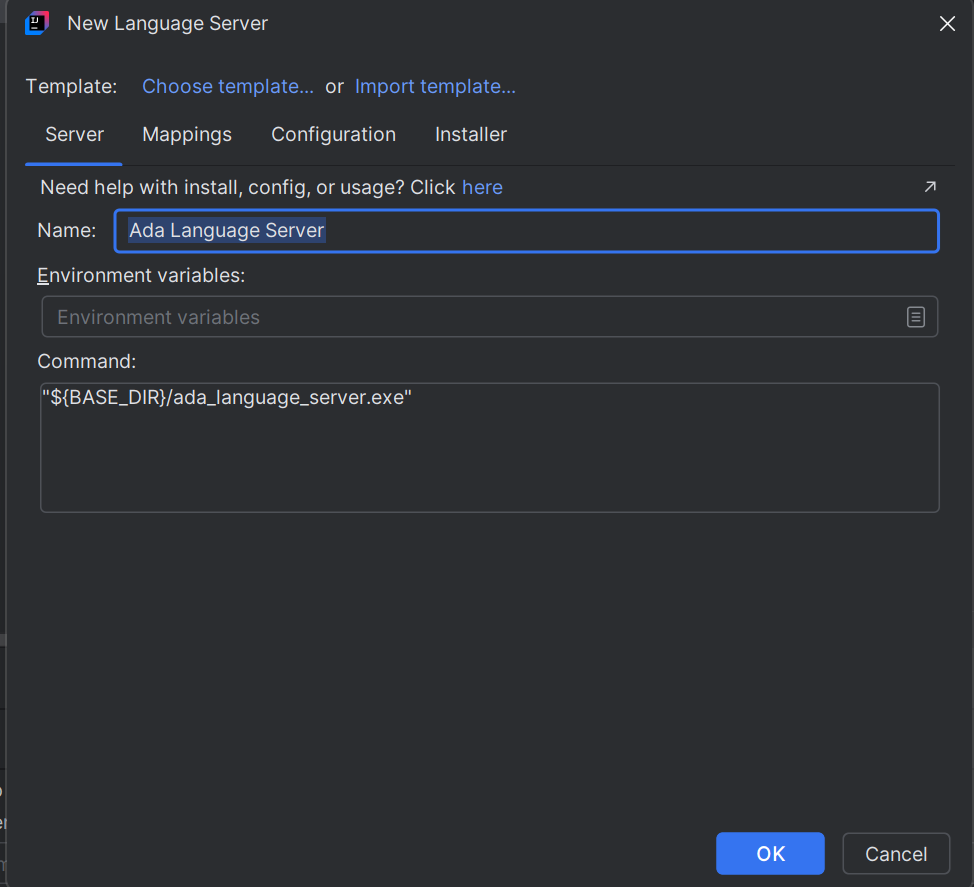 New Language Server
Template: Choose template... or Import template...
Server Mappings Configuration Installer
Need help with install, config, or usage? Click here
Name: Ada Language Server
Environment variables:
Environment variables
Command:
"${BASE_DIR}/ada_language_server.exe"
OK Cancel